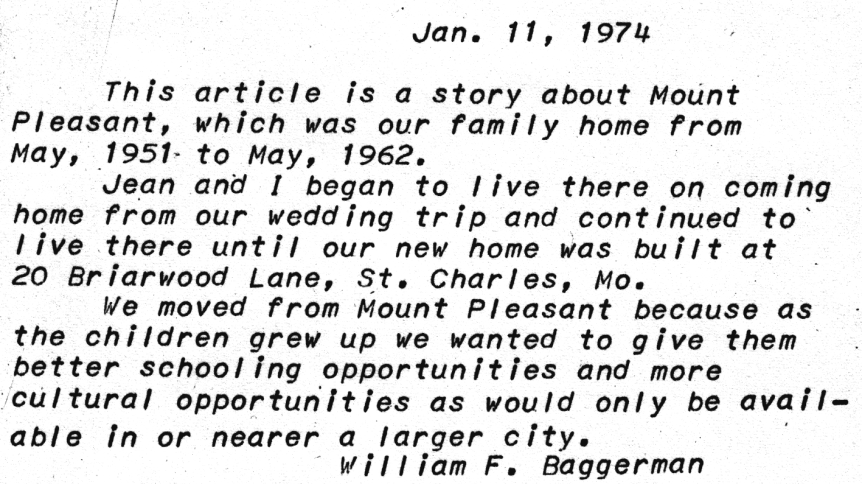 Jan. 11, 1974
This article is a story about Mount
Pleasant, which was our family home from
May, 1951 to May, 1962.
Jean and I began to live there on coming
home from our wedding trip and continued to
live there until our new home was built at
20 Briarwood Lane, St. Charles, Mo.
We moved from Mount Pleasant because as
the children grew up we wanted to give them
better schooling opportunities and more
cultural opportunities as would only be avail-
able in or nearer a larger city.
William F. Baggerman